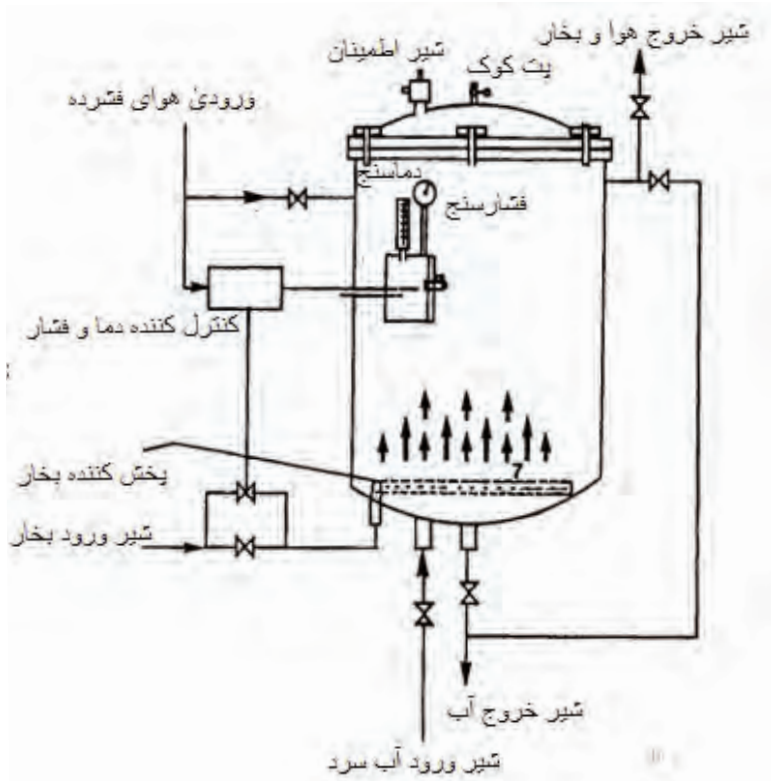 شیر خروج هوا و بخار
شیر اطمینان
پت کوک
ورودی هوای فشرده
دماسنج
فشارسنج
کنترل کننده دما و فشار
7
پخش کننده بخار
شیر ورود بخار
شیر خروج آب
شیر ورود آب سرد